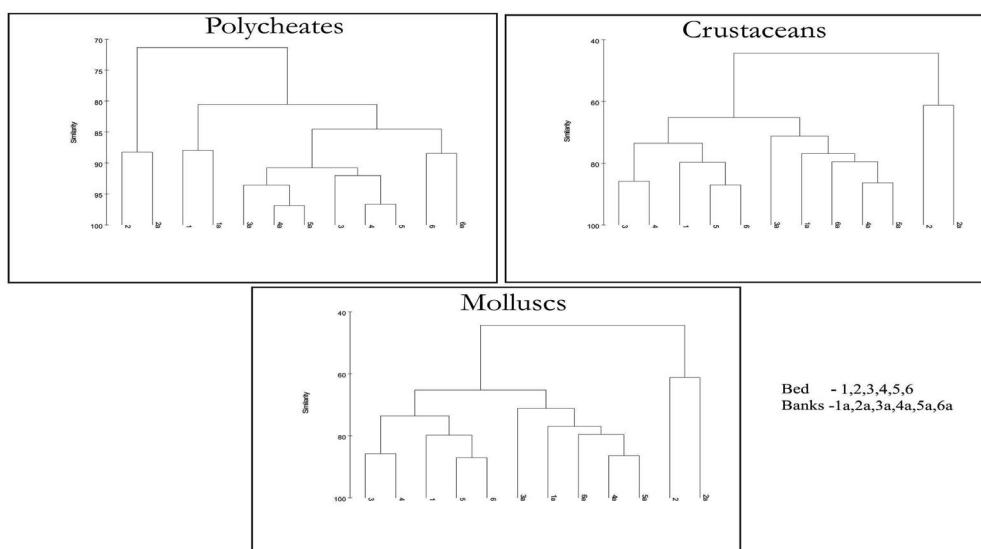 Polycheates
70
75
80
85
90
95
100
Similarity
2 2a 1 1a 3a 4a 5a 3 4 5 6 6a
Crustaceans
40
60
80
100
Similarity
3 4 1 5 6 3a 1a 6a 4a 5a 2 2a
Molluscs
40
60
80
100
Similarity
3 4 1 5 6 3a 1a 6a 4a 5a 2 2a
Bed - 1,2,3,4,5,6
Banks -1a,2a,3a,4a,5a,6a